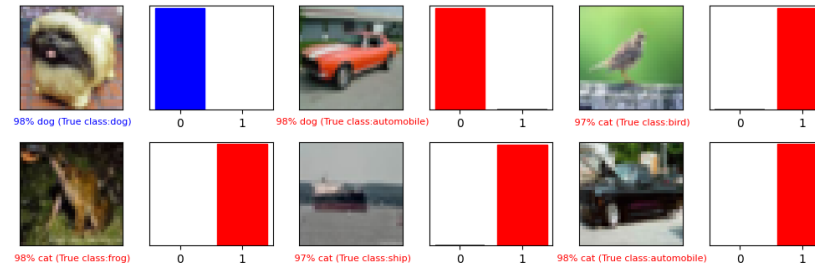 0 1 0 1 0 1
98% dog (True class:dog) 98% dog (True class:automobile) 97% cat (True class:bird)
0 1 0 1 0 1
98% cat (True class:frog) 97% cat (True class:ship) 98% cat (True class:automobile)